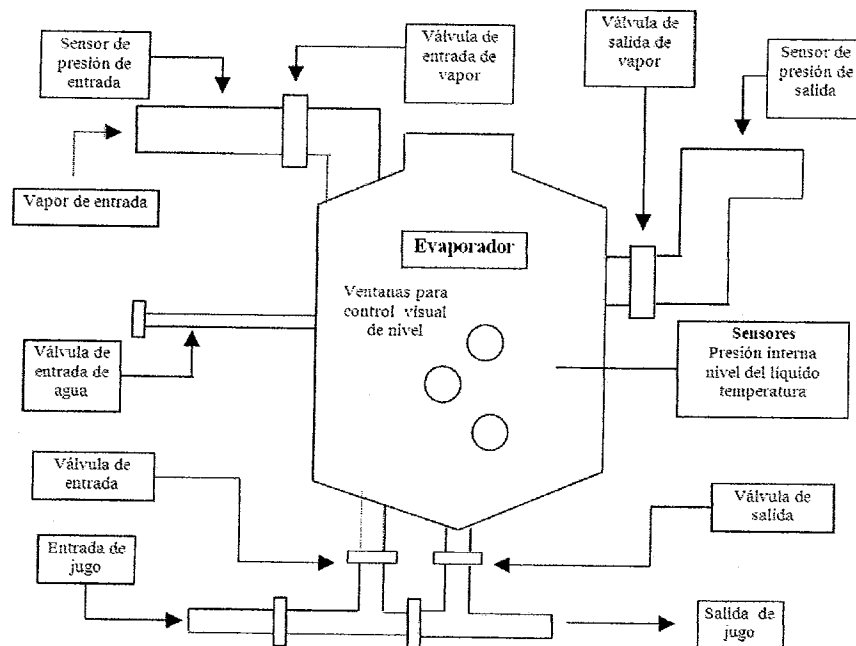 Sensor de
presión de
entrada
Válvula de
entrada de
vapor
Válvula de
salida de
vapor
Sensor de
presión de
salida
Vapor de entrada
Evaporador
Ventanas para
control visual
de nivel
Válvula de
entrada de
agua
Sensores
Presión interna
nivel del líquido
temperatura
Válvula de
entrada
Válvula de
salida
Entrada de
jugo
Salida de
jugo